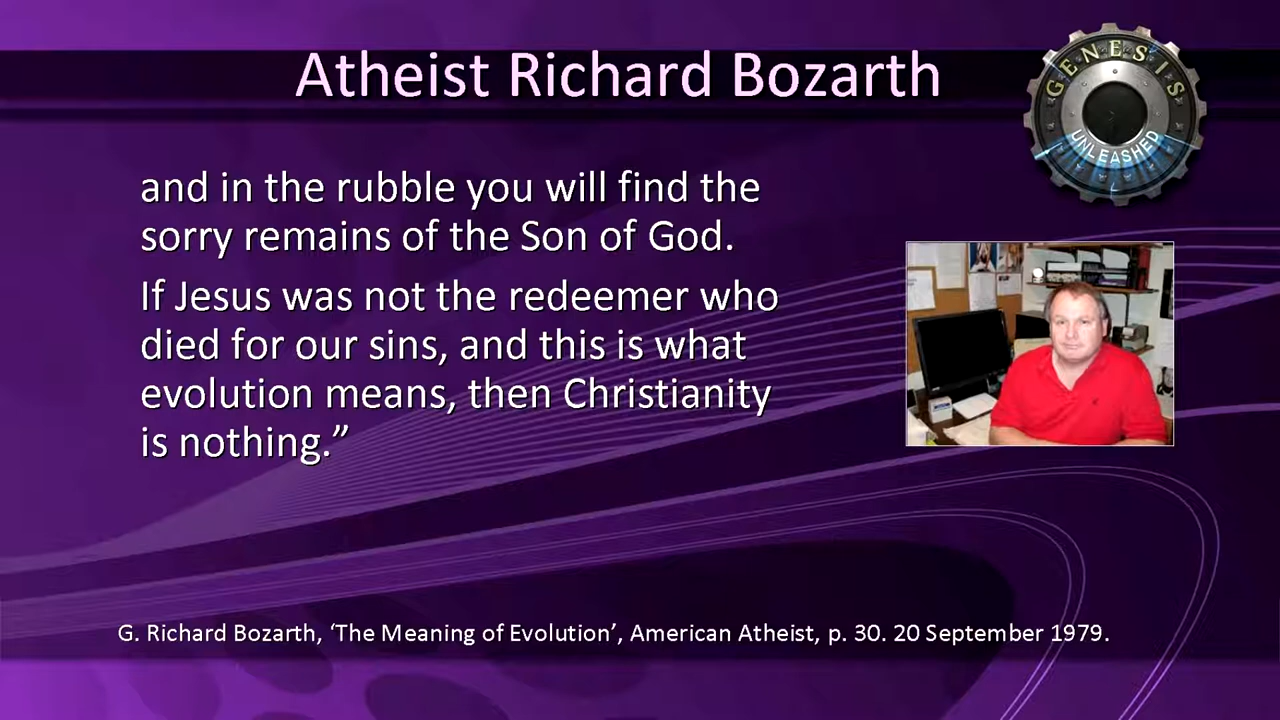 Atheist Richard Bozarth
GENESIS
UNLEASHED
and in the rubble you will find the
sorry remains of the Son of God.
If Jesus was not the redeemer who
died for our sins, and this is what
evolution means, then Christianity
is nothing.”
G. Richard Bozarth, ‘The Meaning of Evolution’, American Atheist, p. 30. 20 September 1979.